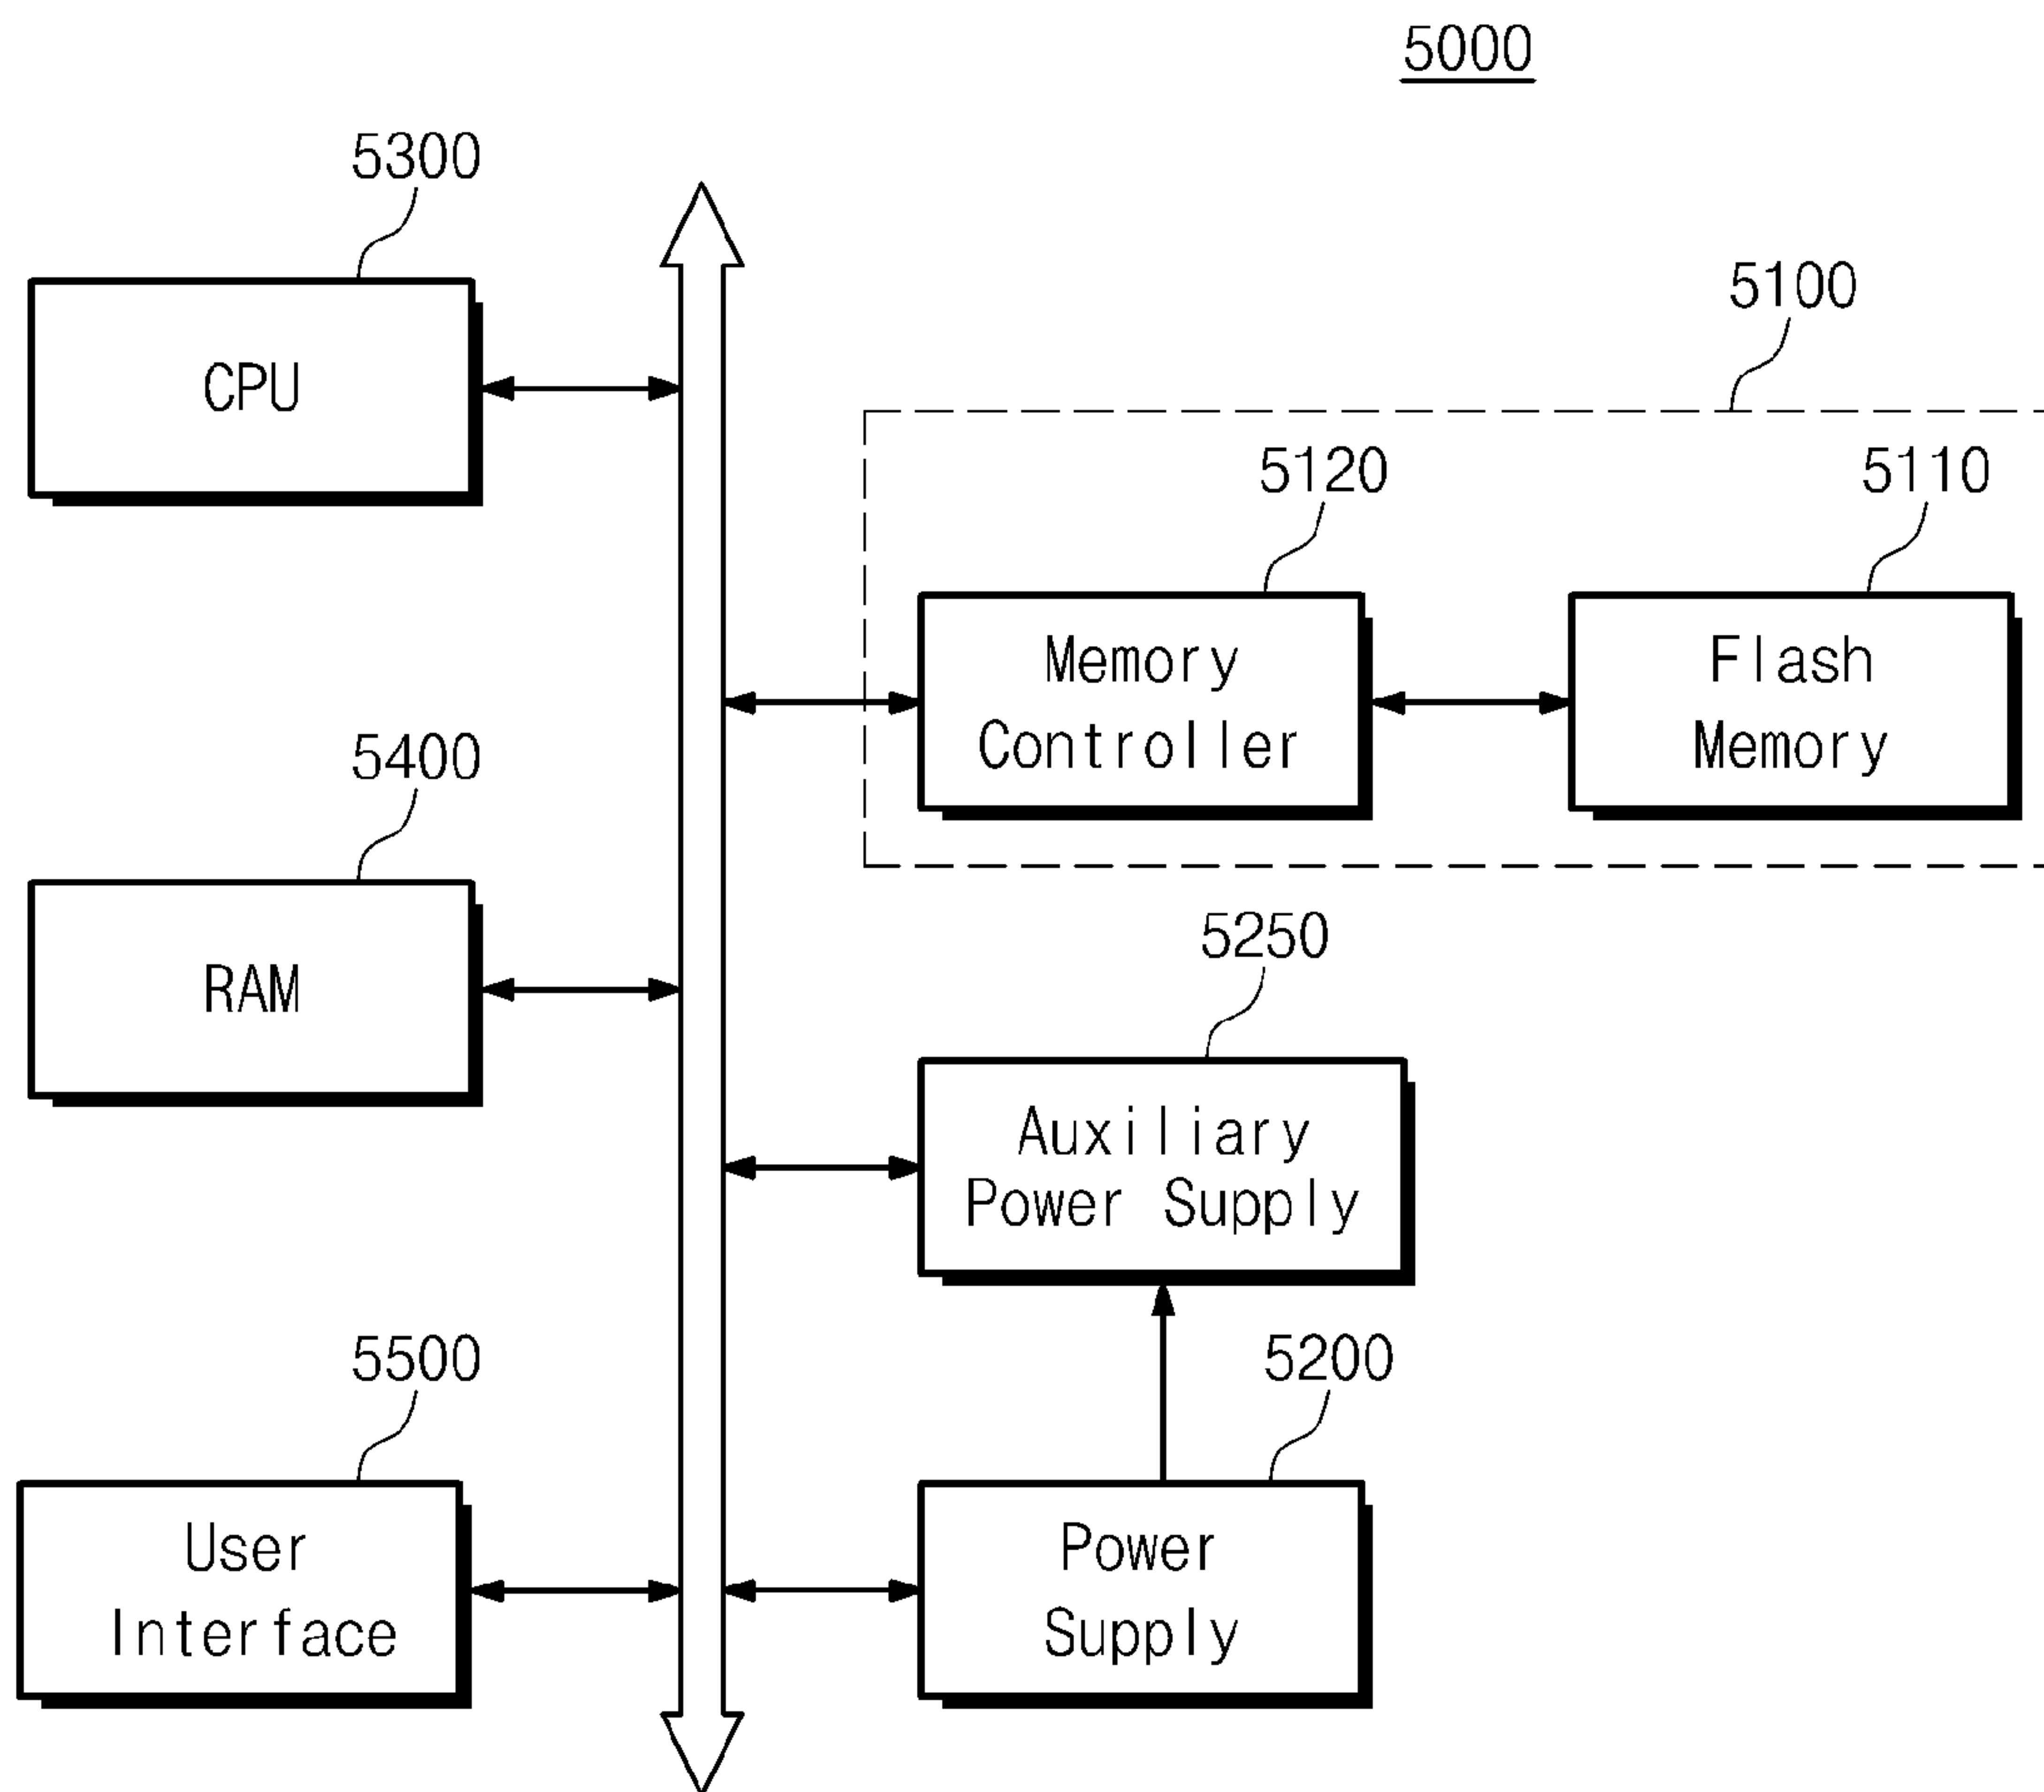 5000
5300
CPU
5100
5120
5110
Memory
Controller
Flash
Memory
5400
RAM
5250
Auxiliary
Power Supply
5500
User
Interface
5200
Power
Supply